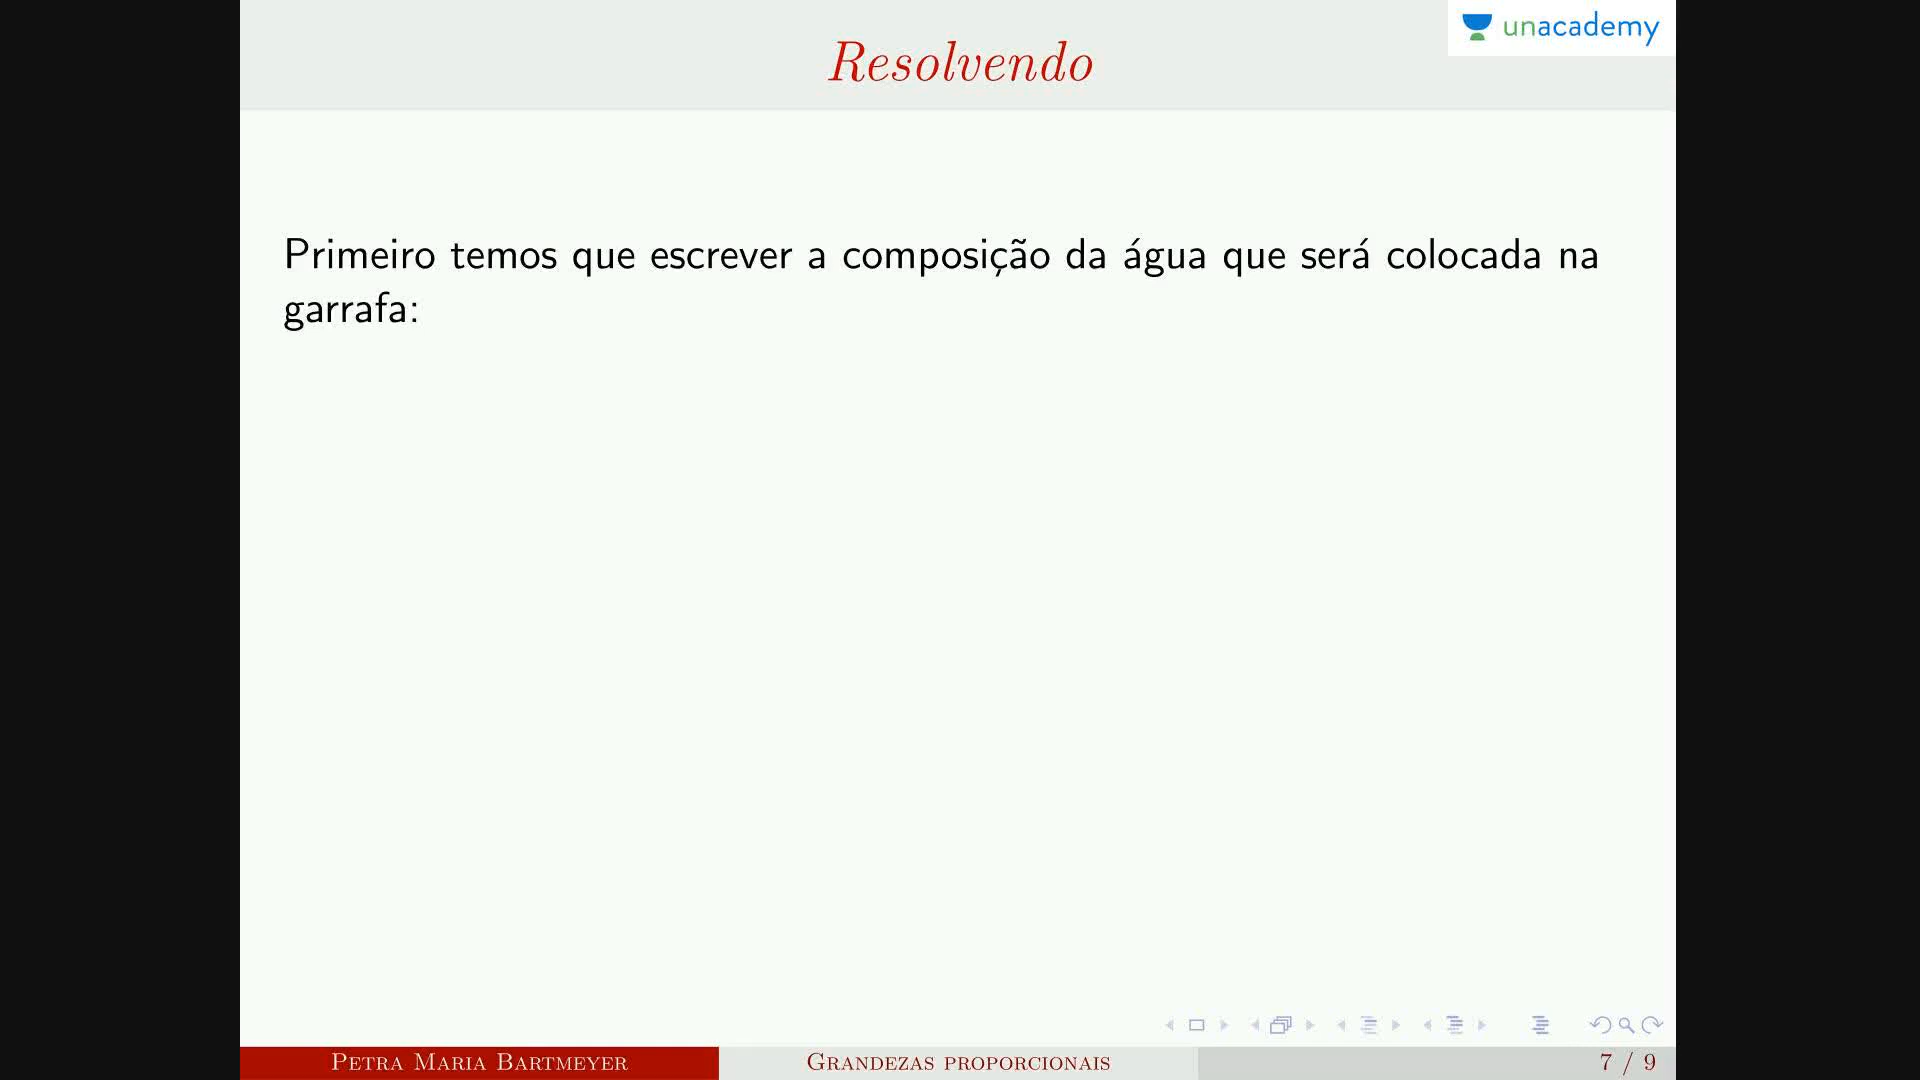 unacademy
Resolvendo
Primeiro temos que escrever a composição da água que será colocada na
garrafa:
Petra Maria Bartmeyer
Grandezas proporcionais
7 / 9